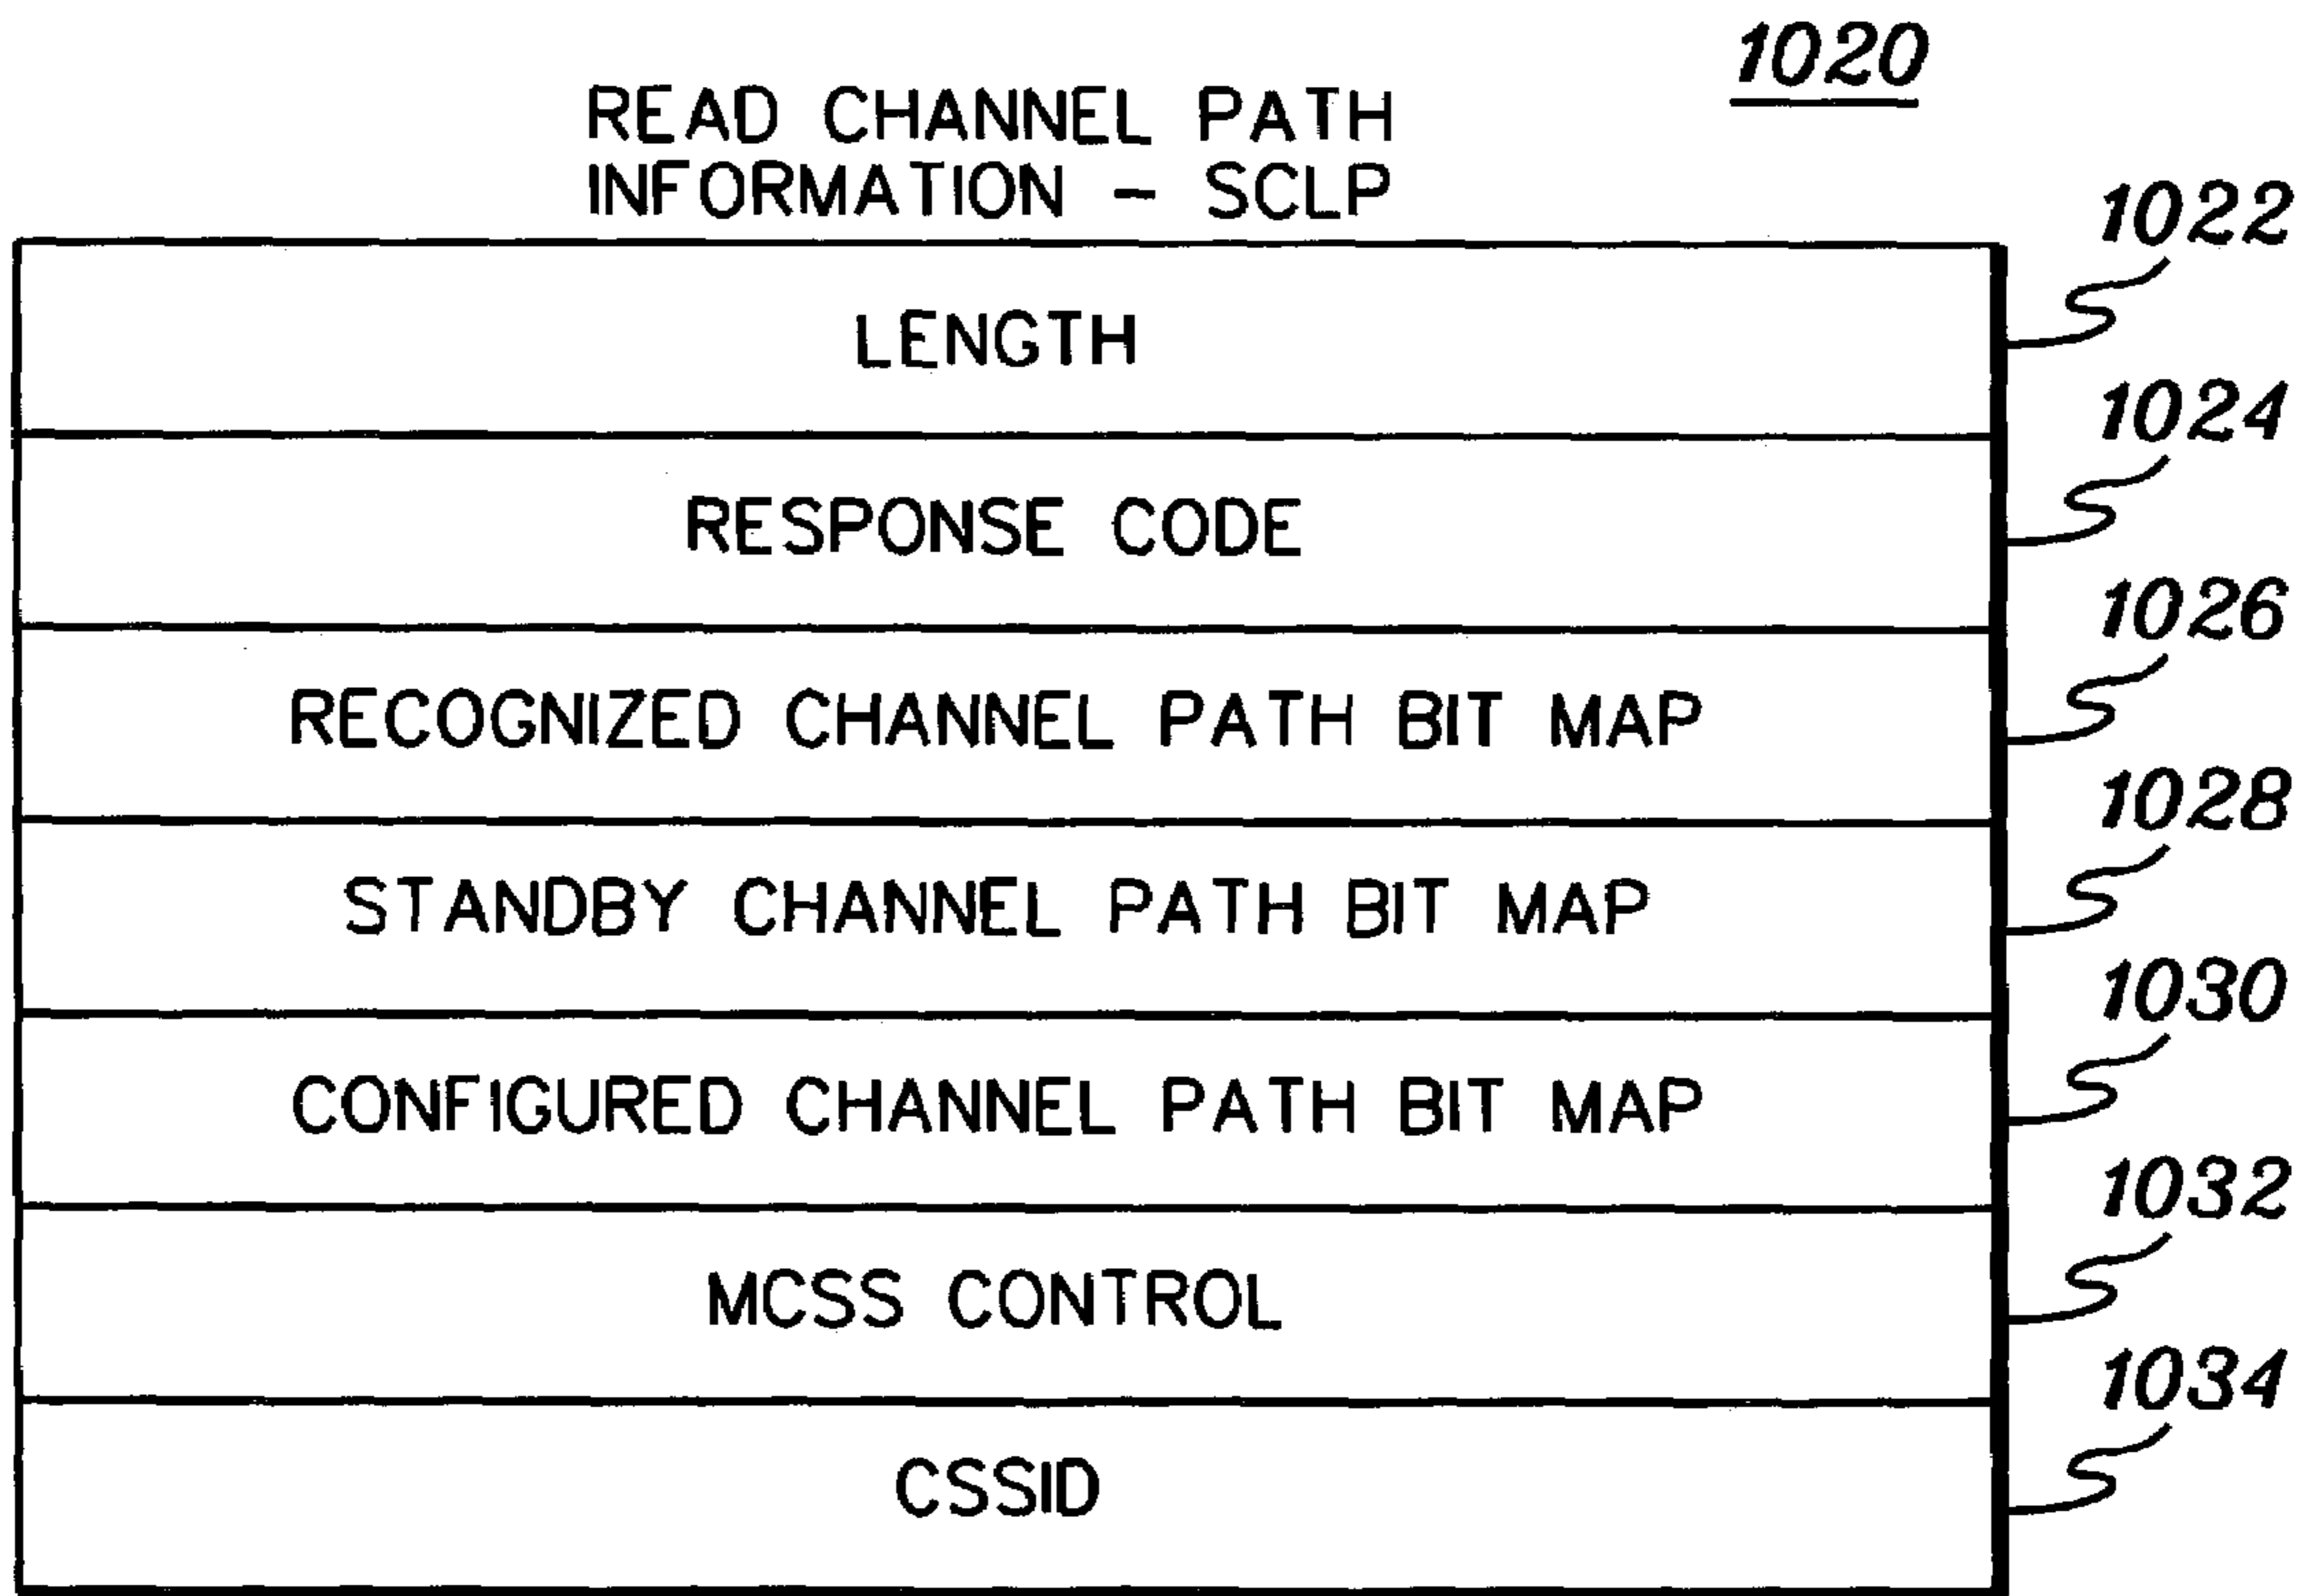 1020
READ CHANNEL PATH
INFORMATION - SCLP
1022
LENGTH
1024
RESPONSE CODE
1026
RECOGNIZED CHANNEL PATH BIT MAP
1028
STANDBY CHANNEL PATH BIT MAP
1030
CONFIGURED CHANNEL PATH BIT MAP
1032
MCSS CONTROL
1034
CSSID